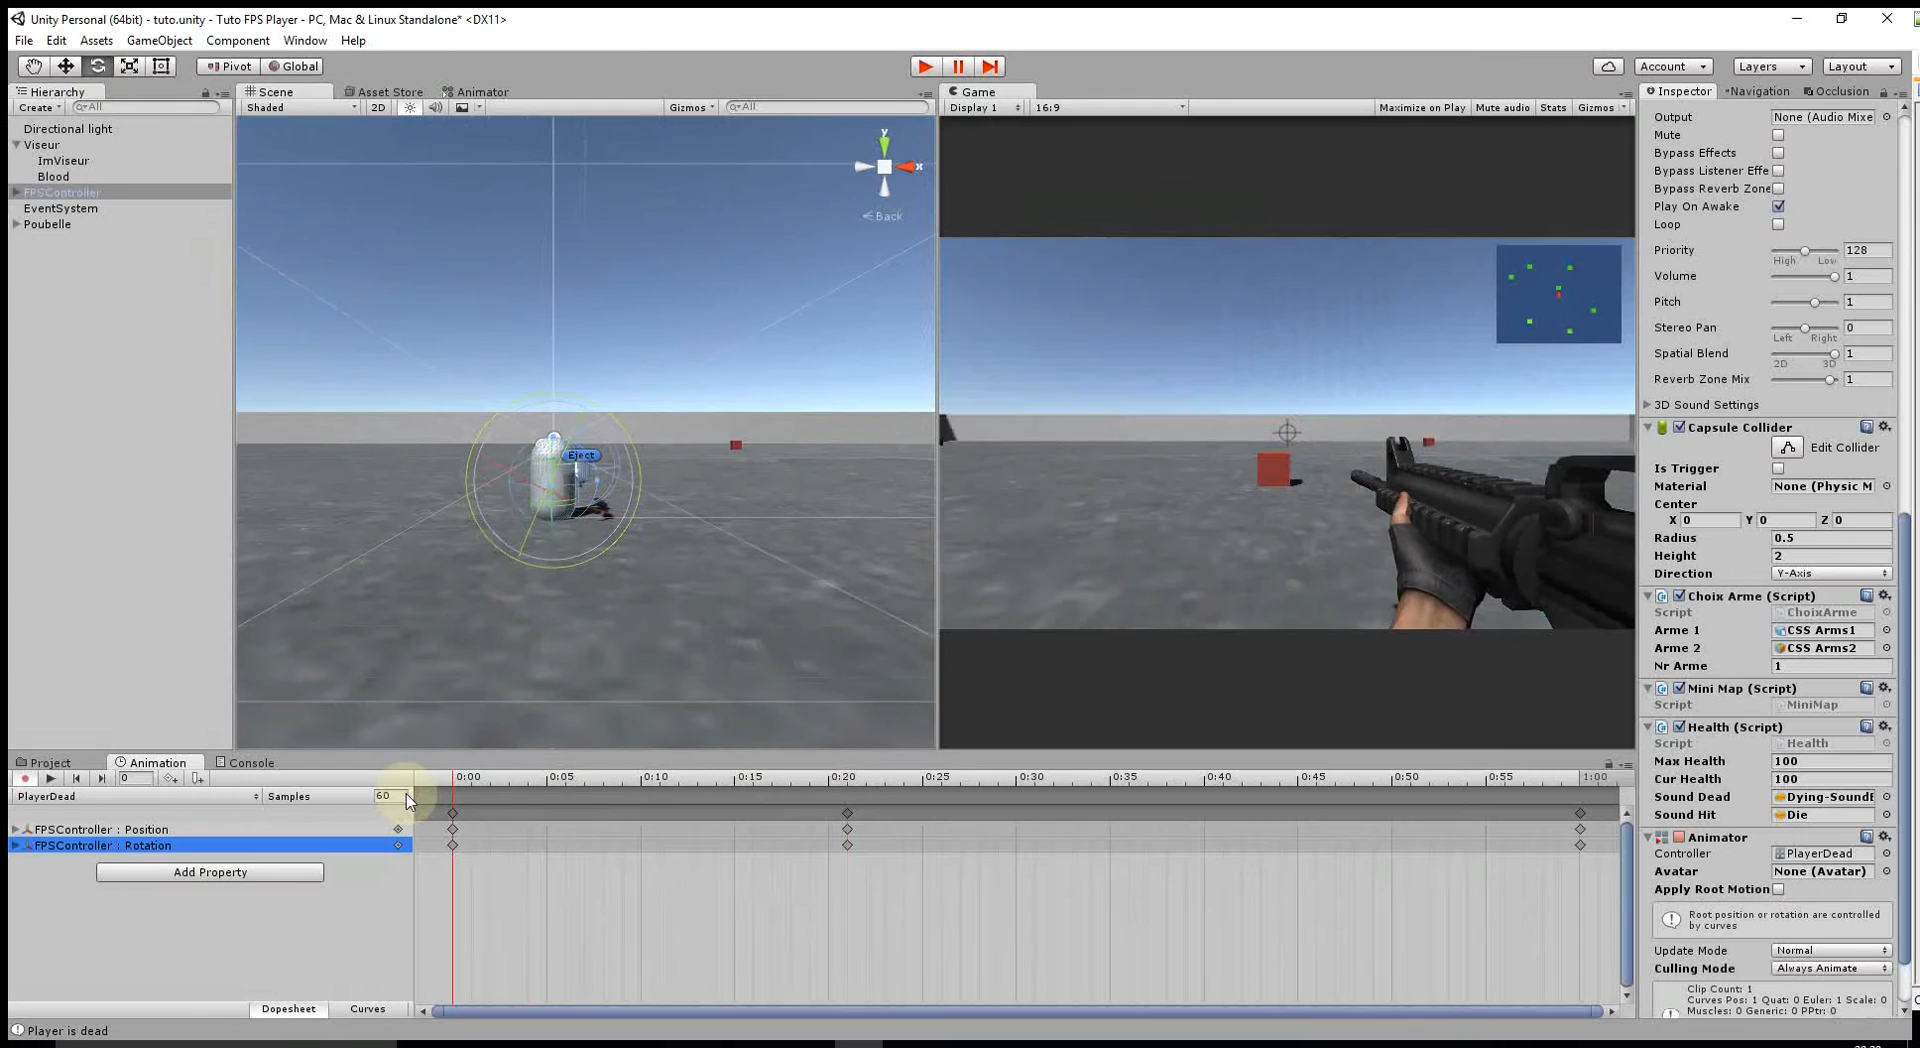 Unity Personal (64bit) - tuto.unity - Tuto FPS Player - PC, Mac & Linux Standalone* <DX11>
File Edit Assets GameObject Component Window Help
Pivot Global Account Layers Layout
Hierarchy
Create All
Directional light
Viseur
ImViseur
Blood
FPSController
EventSystem
Poubelle
Scene Asset Store Animator
Shaded 2D Gizmos All
y
x
Back
Eject
Game
Display 1 16:9 Maximize on Play Mute audio Stats Gizmos
Inspector Navigation Occlusion
Output None (Audio Mixe
Mute
Bypass Effects
Bypass Listener Effe
Bypass Reverb Zone
Play On Awake
Loop
Priority 128
High Low
Volume 1
Pitch 1
Stereo Pan 0
Left Right
Spatial Blend 1
2D 3D
Reverb Zone Mix 1
3D Sound Settings
Capsule Collider
Edit Collider
Is Trigger
Material None (Physic M
Center
X 0 Y 0 Z 0
Radius 0.5
Height 2
Direction Y-Axis
Choix Arme (Script)
Script ChoixArme
Arme 1 CSS Arms1
Arme 2 CSS Arms2
Nr Arme 1
Mini Map (Script)
Script MiniMap
Health (Script)
Script Health
Max Health 100
Cur Health 100
Sound Dead Dying-SoundE
Sound Hit Die
Animator
Controller PlayerDead
Avatar None (Avatar)
Apply Root Motion
Root position or rotation are controlled
by curves
Update Mode Normal
Culling Mode Always Animate
Clip Count: 1
Curves Pos: 1 Quat: 0 Euler: 1 Scale: 0
Muscles: 0 Generic: 0 PPtr: 0
Project Animation Console
0 0:00 0:05 0:10 0:15 0:20 0:25 0:30 0:35 0:40 0:45 0:50 0:55 1:00
PlayerDead Samples 60
FPSController : Position
FPSController : Rotation
Add Property
Dopesheet Curves
Player is dead